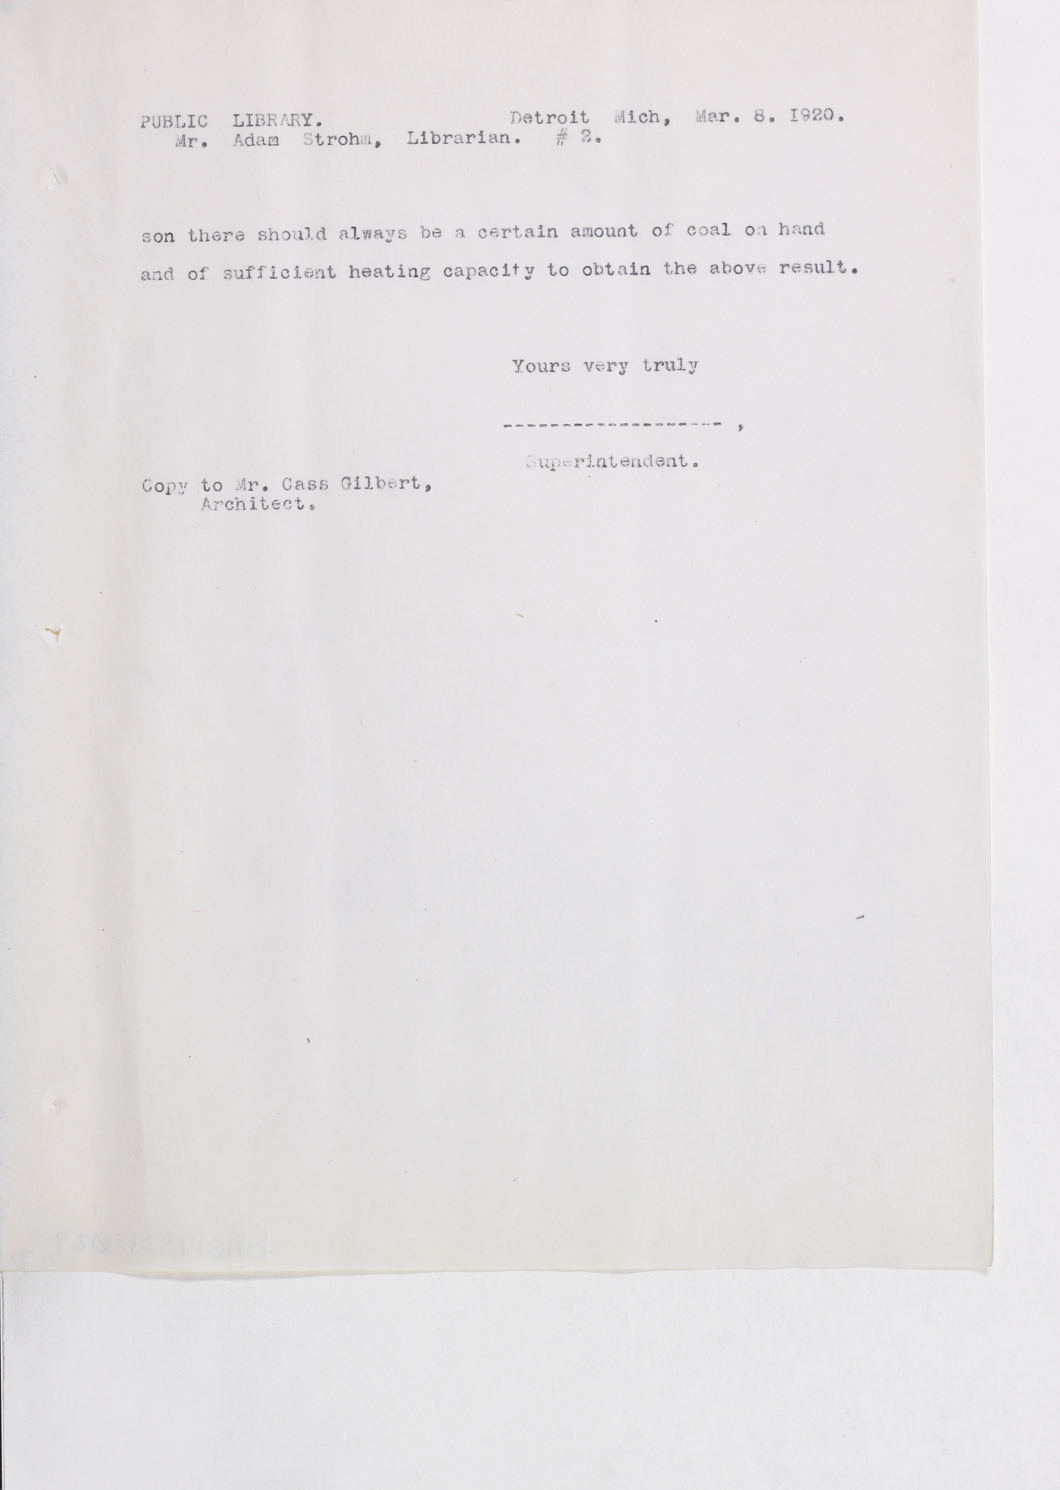 PUBLIC LIBRARY. Detroit Mich, Mar. 8. 1920.
Mr. Adam Strohm, Librarian. # 2.
son there should always be a certain amount of coal on hand
and of sufficient heating capacity to obtain the above result.
Yours very truly
------------------- ,
Superintendent.
Copy to Mr. Cass Gilbert,
Architect.